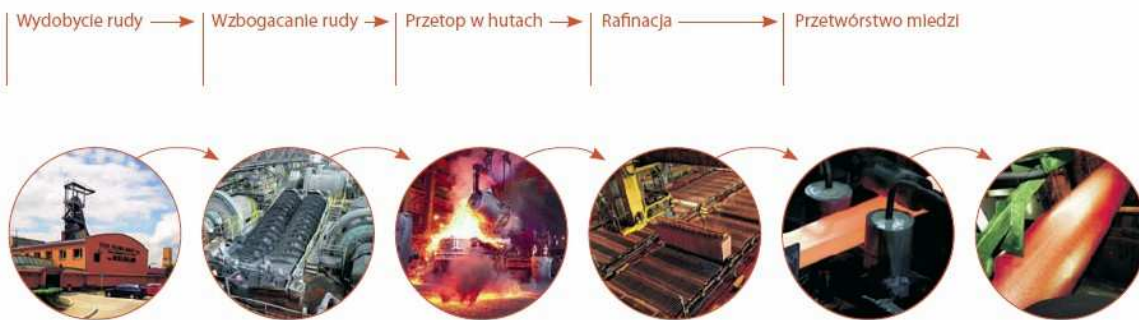 Wydobycie rudy
Wzbogacanie rudy
Przetop w hutach
Rafinacja
Przetwórstwo miedzi